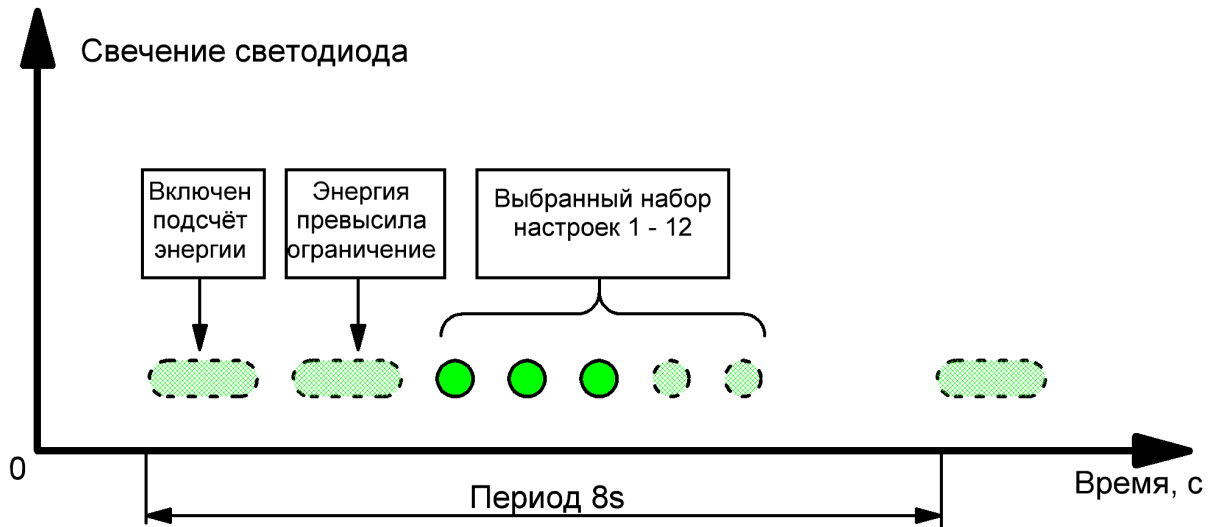 Свечение светодиода
Включен
подсчёт
энергии
Энергия
превысила
ограничение
Выбранный набор
настроек 1 - 12
0
Время, с
Период 8s